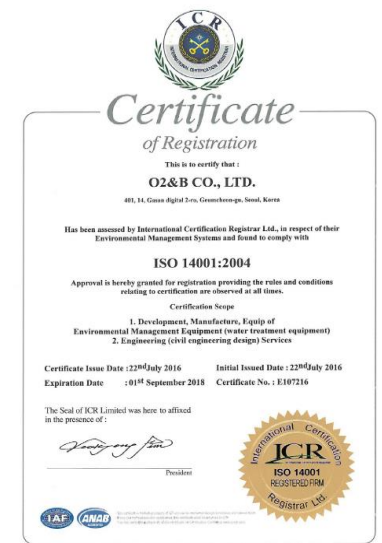 ICR
INTERNATIONAL CERTIFICATION REGISTRAR
Certificate
of Registration
This is to certify that :
O2&B CO., LTD.
401, 14, Gasan digital 2-ro, Geumcheon-gu, Seoul, Korea
Has been assessed by International Certification Registrar Ltd., in respect of their
Environmental Management Systems and found to comply with
ISO 14001:2004
Approval is hereby granted for registration providing the rules and conditions
relating to certification are observed at all times.
Certification Scope
1. Development, Manufacture, Equip of
Environmental Management Equipment (water treatment equipment)
2. Engineering (civil engineering design) Services
Certificate Issue Date :22nd July 2016 Initial Issued Date : 22nd July 2016
Expiration Date : 01st September 2018 Certificate No. : E107216
The Seal of ICR Limited was here to affixed
in the presence of :
President
International Certification
ICR
ISO 14001
REGISTERED FIRM
Registrar Ltd.
IAF
ANAB